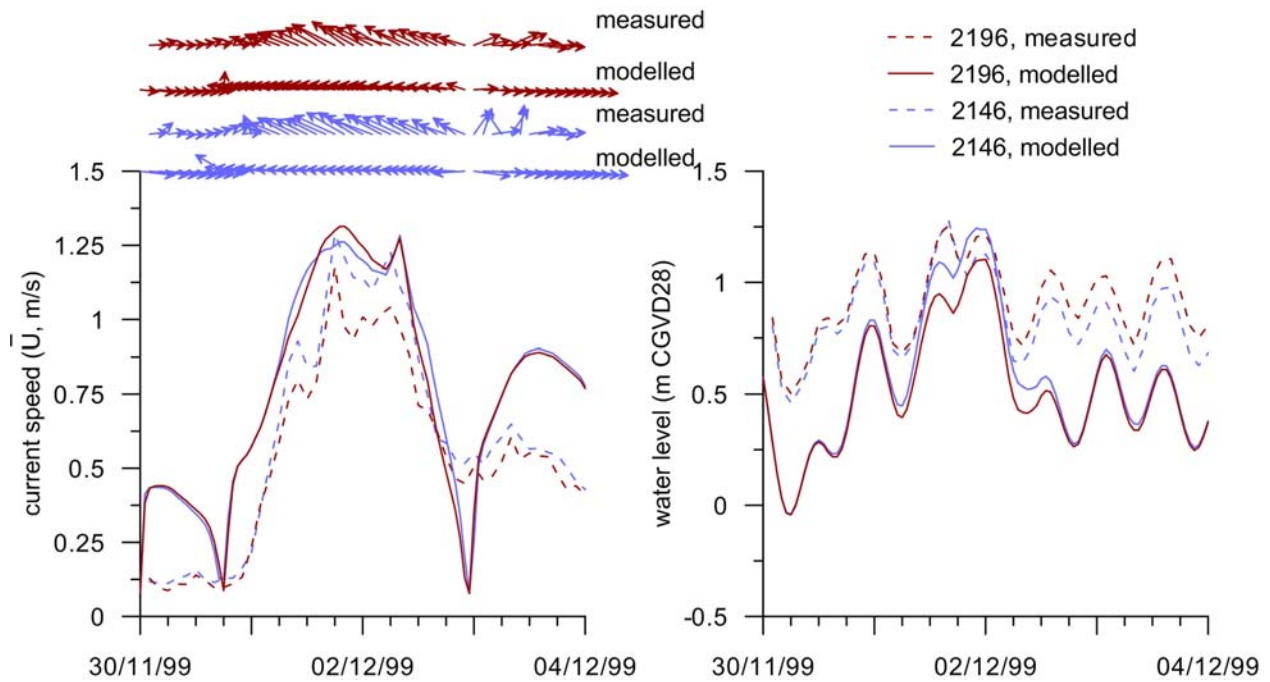 measured
modelled
measured
modelled
2196, measured
2196, modelled
2146, measured
2146, modelled
1.5
1.25
1
0.75
0.5
0.25
0
current speed (U̅, m/s)
30/11/99
02/12/99
04/12/99
1.5
1
0.5
0
-0.5
water level (m CGVD28)
30/11/99
02/12/99
04/12/99